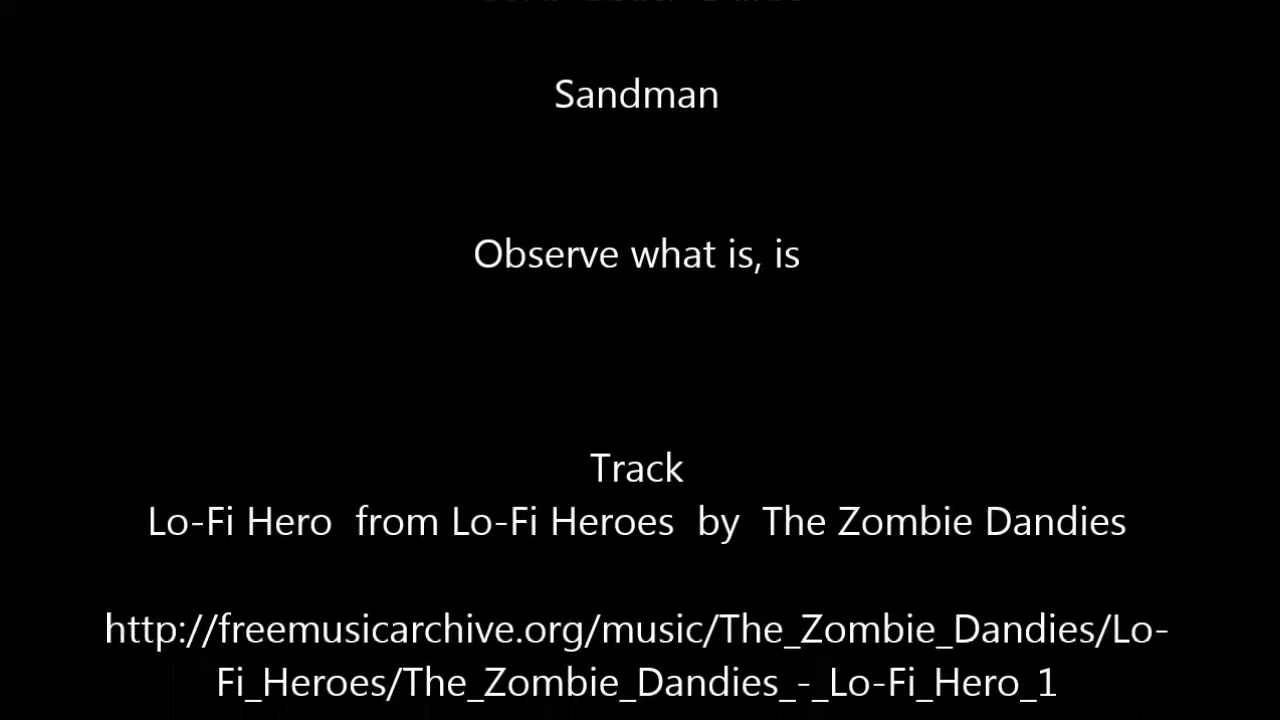 Sandman
Observe what is, is
Track
Lo-Fi Hero  from Lo-Fi Heroes  by  The Zombie Dandies
http://freemusicarchive.org/music/The_Zombie_Dandies/Lo-
Fi_Heroes/The_Zombie_Dandies_-_Lo-Fi_Hero_1